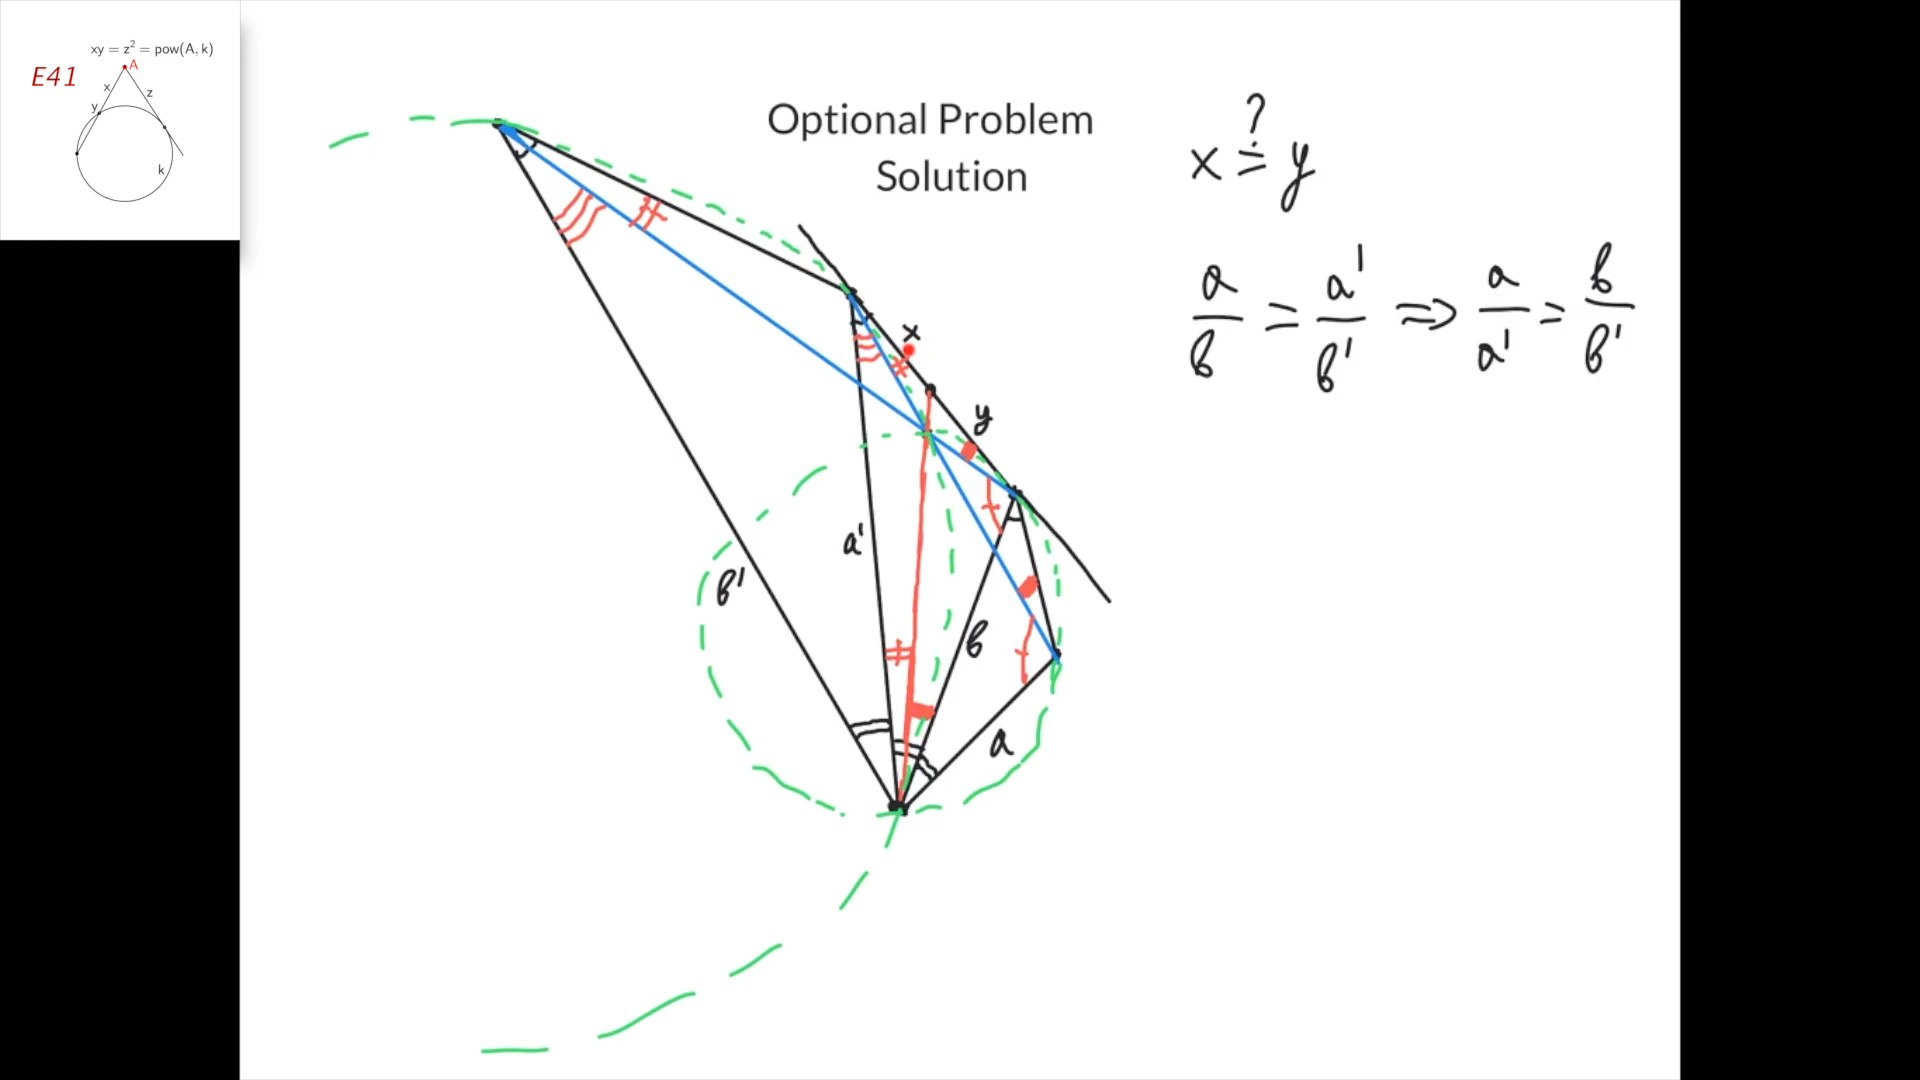 xy = z² = pow(A, k)
E41
A
x
z
y
k
Optional Problem
Solution
?
x = y
a/b = a'/b' => a/a' = b/b'
x
y
a'
b'
b
a